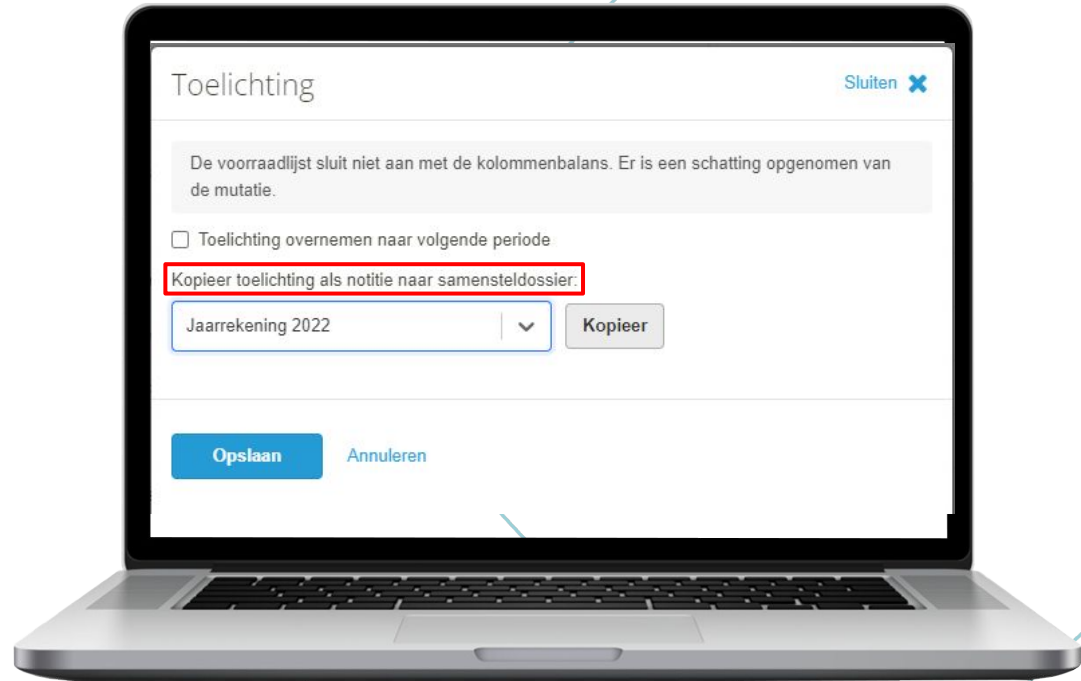 Toelichting
Sluiten
De voorraadlijst sluit niet aan met de kolommenbalans. Er is een schatting opgenomen van
de mutatie.
Toelichting overnemen naar volgende periode
Kopieer toelichting als notitie naar samensteldossier:
Jaarrekening 2022
Kopieer
Opslaan
Annuleren